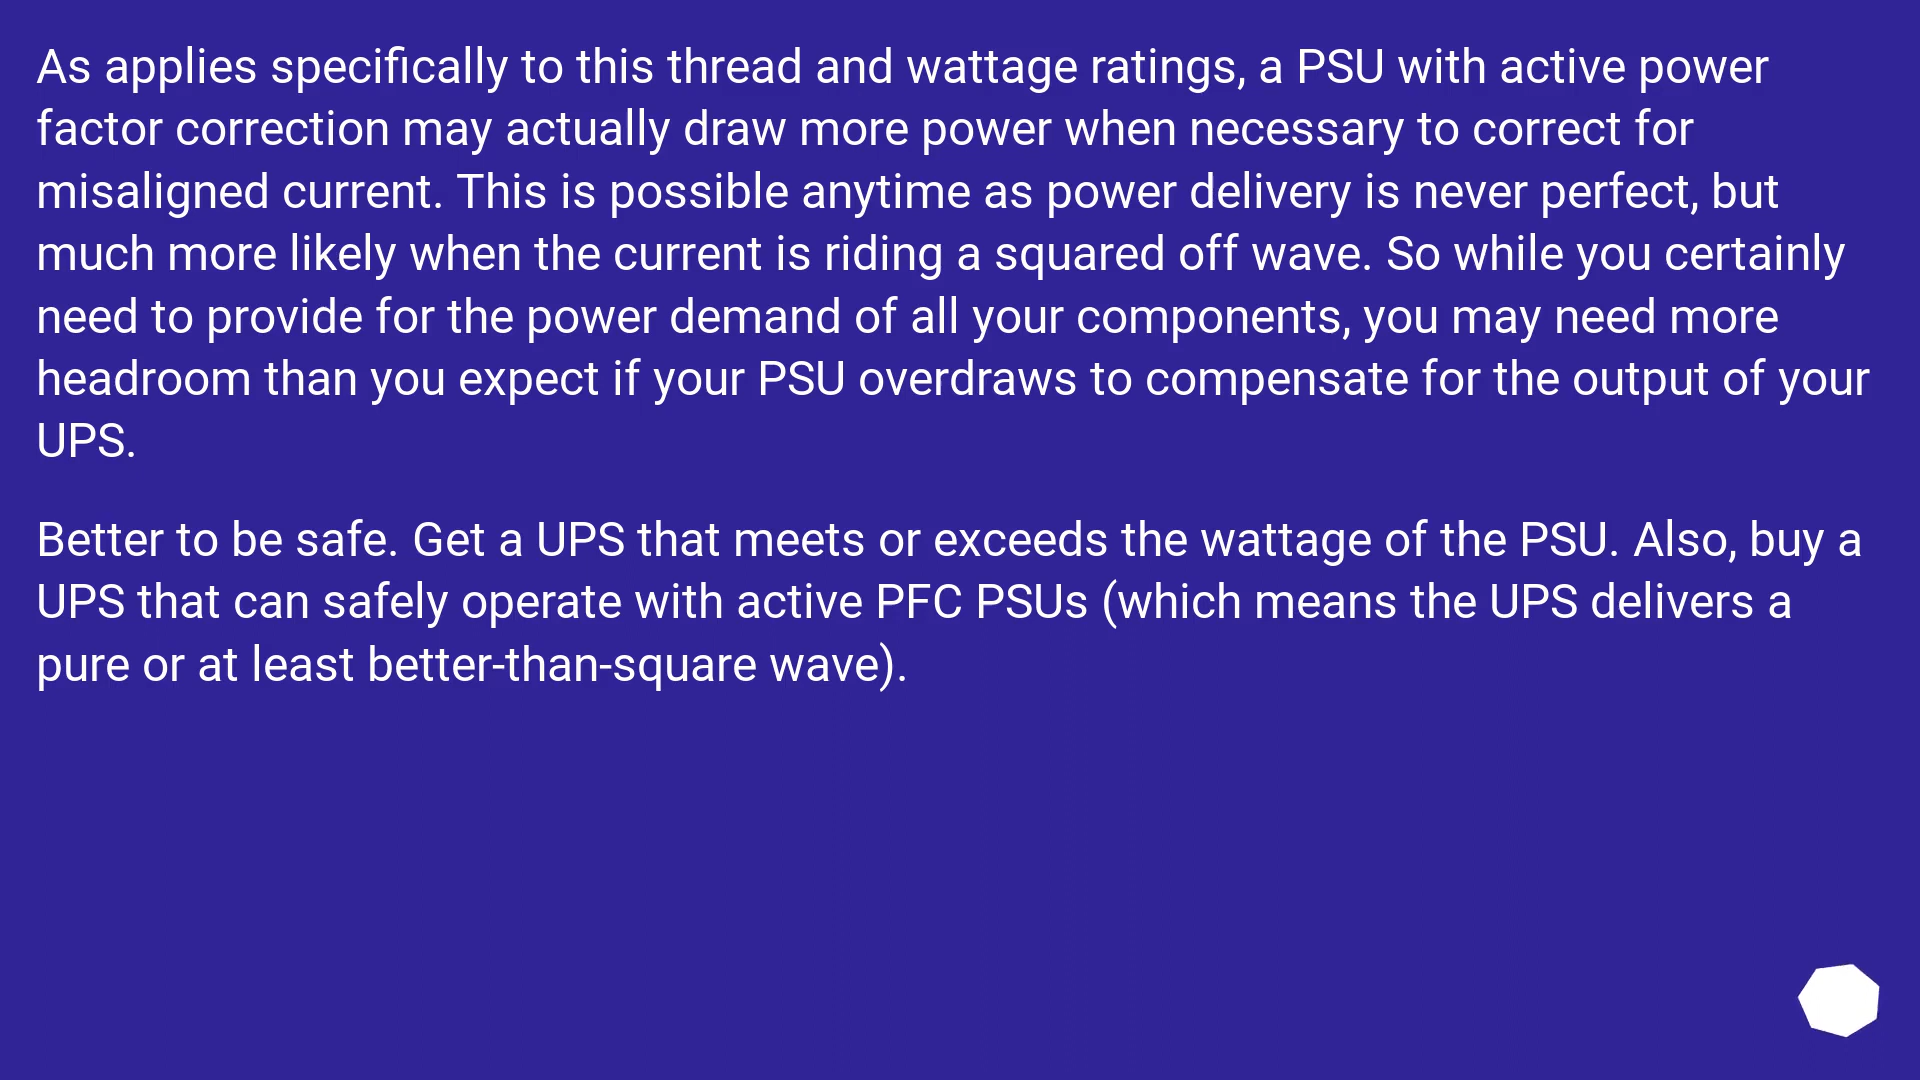 As applies specifically to this thread and wattage ratings, a PSU with active power
factor correction may actually draw more power when necessary to correct for
misaligned current. This is possible anytime as power delivery is never perfect, but
much more likely when the current is riding a squared off wave. So while you certainly
need to provide for the power demand of all your components, you may need more
headroom than you expect if your PSU overdraws to compensate for the output of your
UPS.
Better to be safe. Get a UPS that meets or exceeds the wattage of the PSU. Also, buy a
UPS that can safely operate with active PFC PSUs (which means the UPS delivers a
pure or at least better-than-square wave).